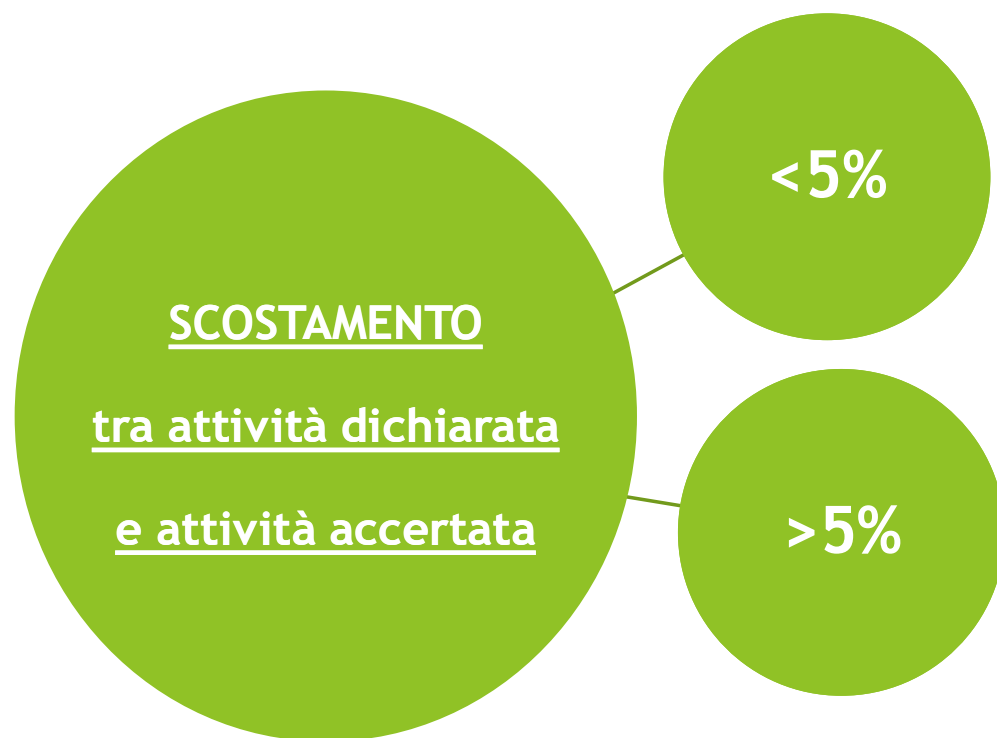 SCOSTAMENTO
tra attività dichiarata
e attività accertata
<5%
>5%